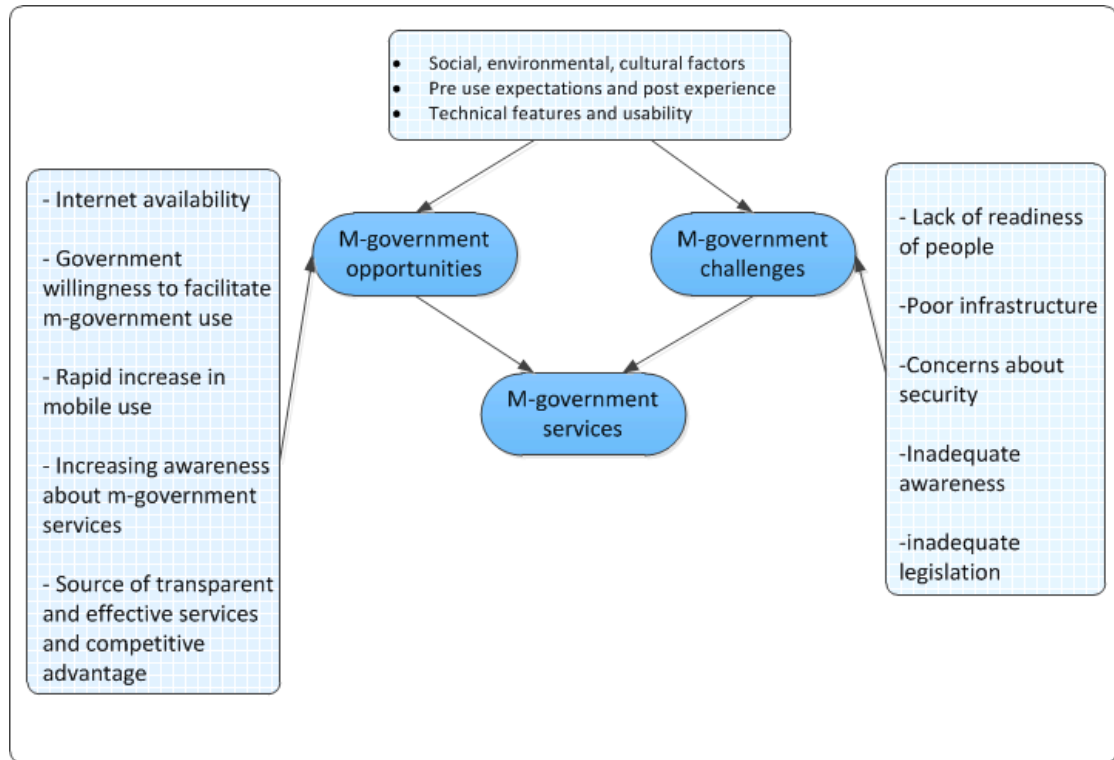 • Social, environmental, cultural factors
• Pre use expectations and post experience
• Technical features and usability
- Internet availability
- Government
willingness to facilitate
m-government use
- Rapid increase in
mobile use
- Increasing awareness
about m-government
services
- Source of transparent
and effective services
and competitive
advantage
M-government
opportunities
M-government
challenges
M-government
services
- Lack of readiness
of people
-Poor infrastructure
-Concerns about
security
-Inadequate
awareness
-inadequate
legislation